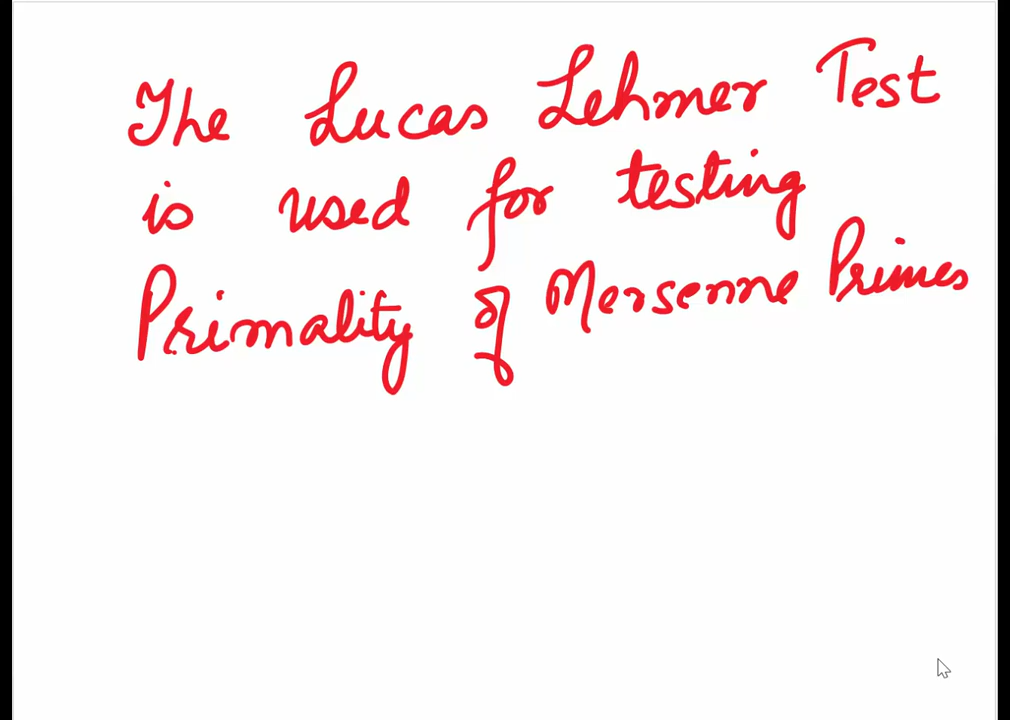 The Lucas Lehmer Test
is used for testing
Primality of Mersenne Primes